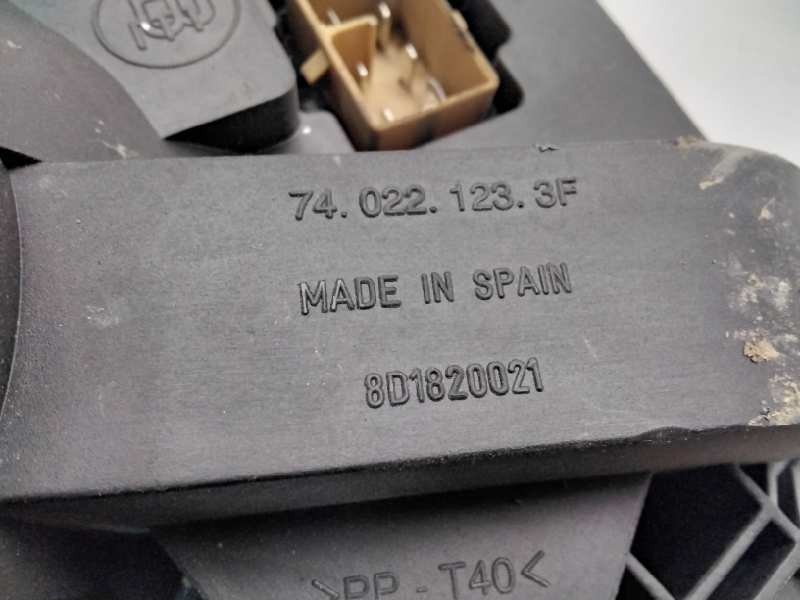 74.022.123.3F
MADE IN SPAIN
8D1820021
>PP-T40<